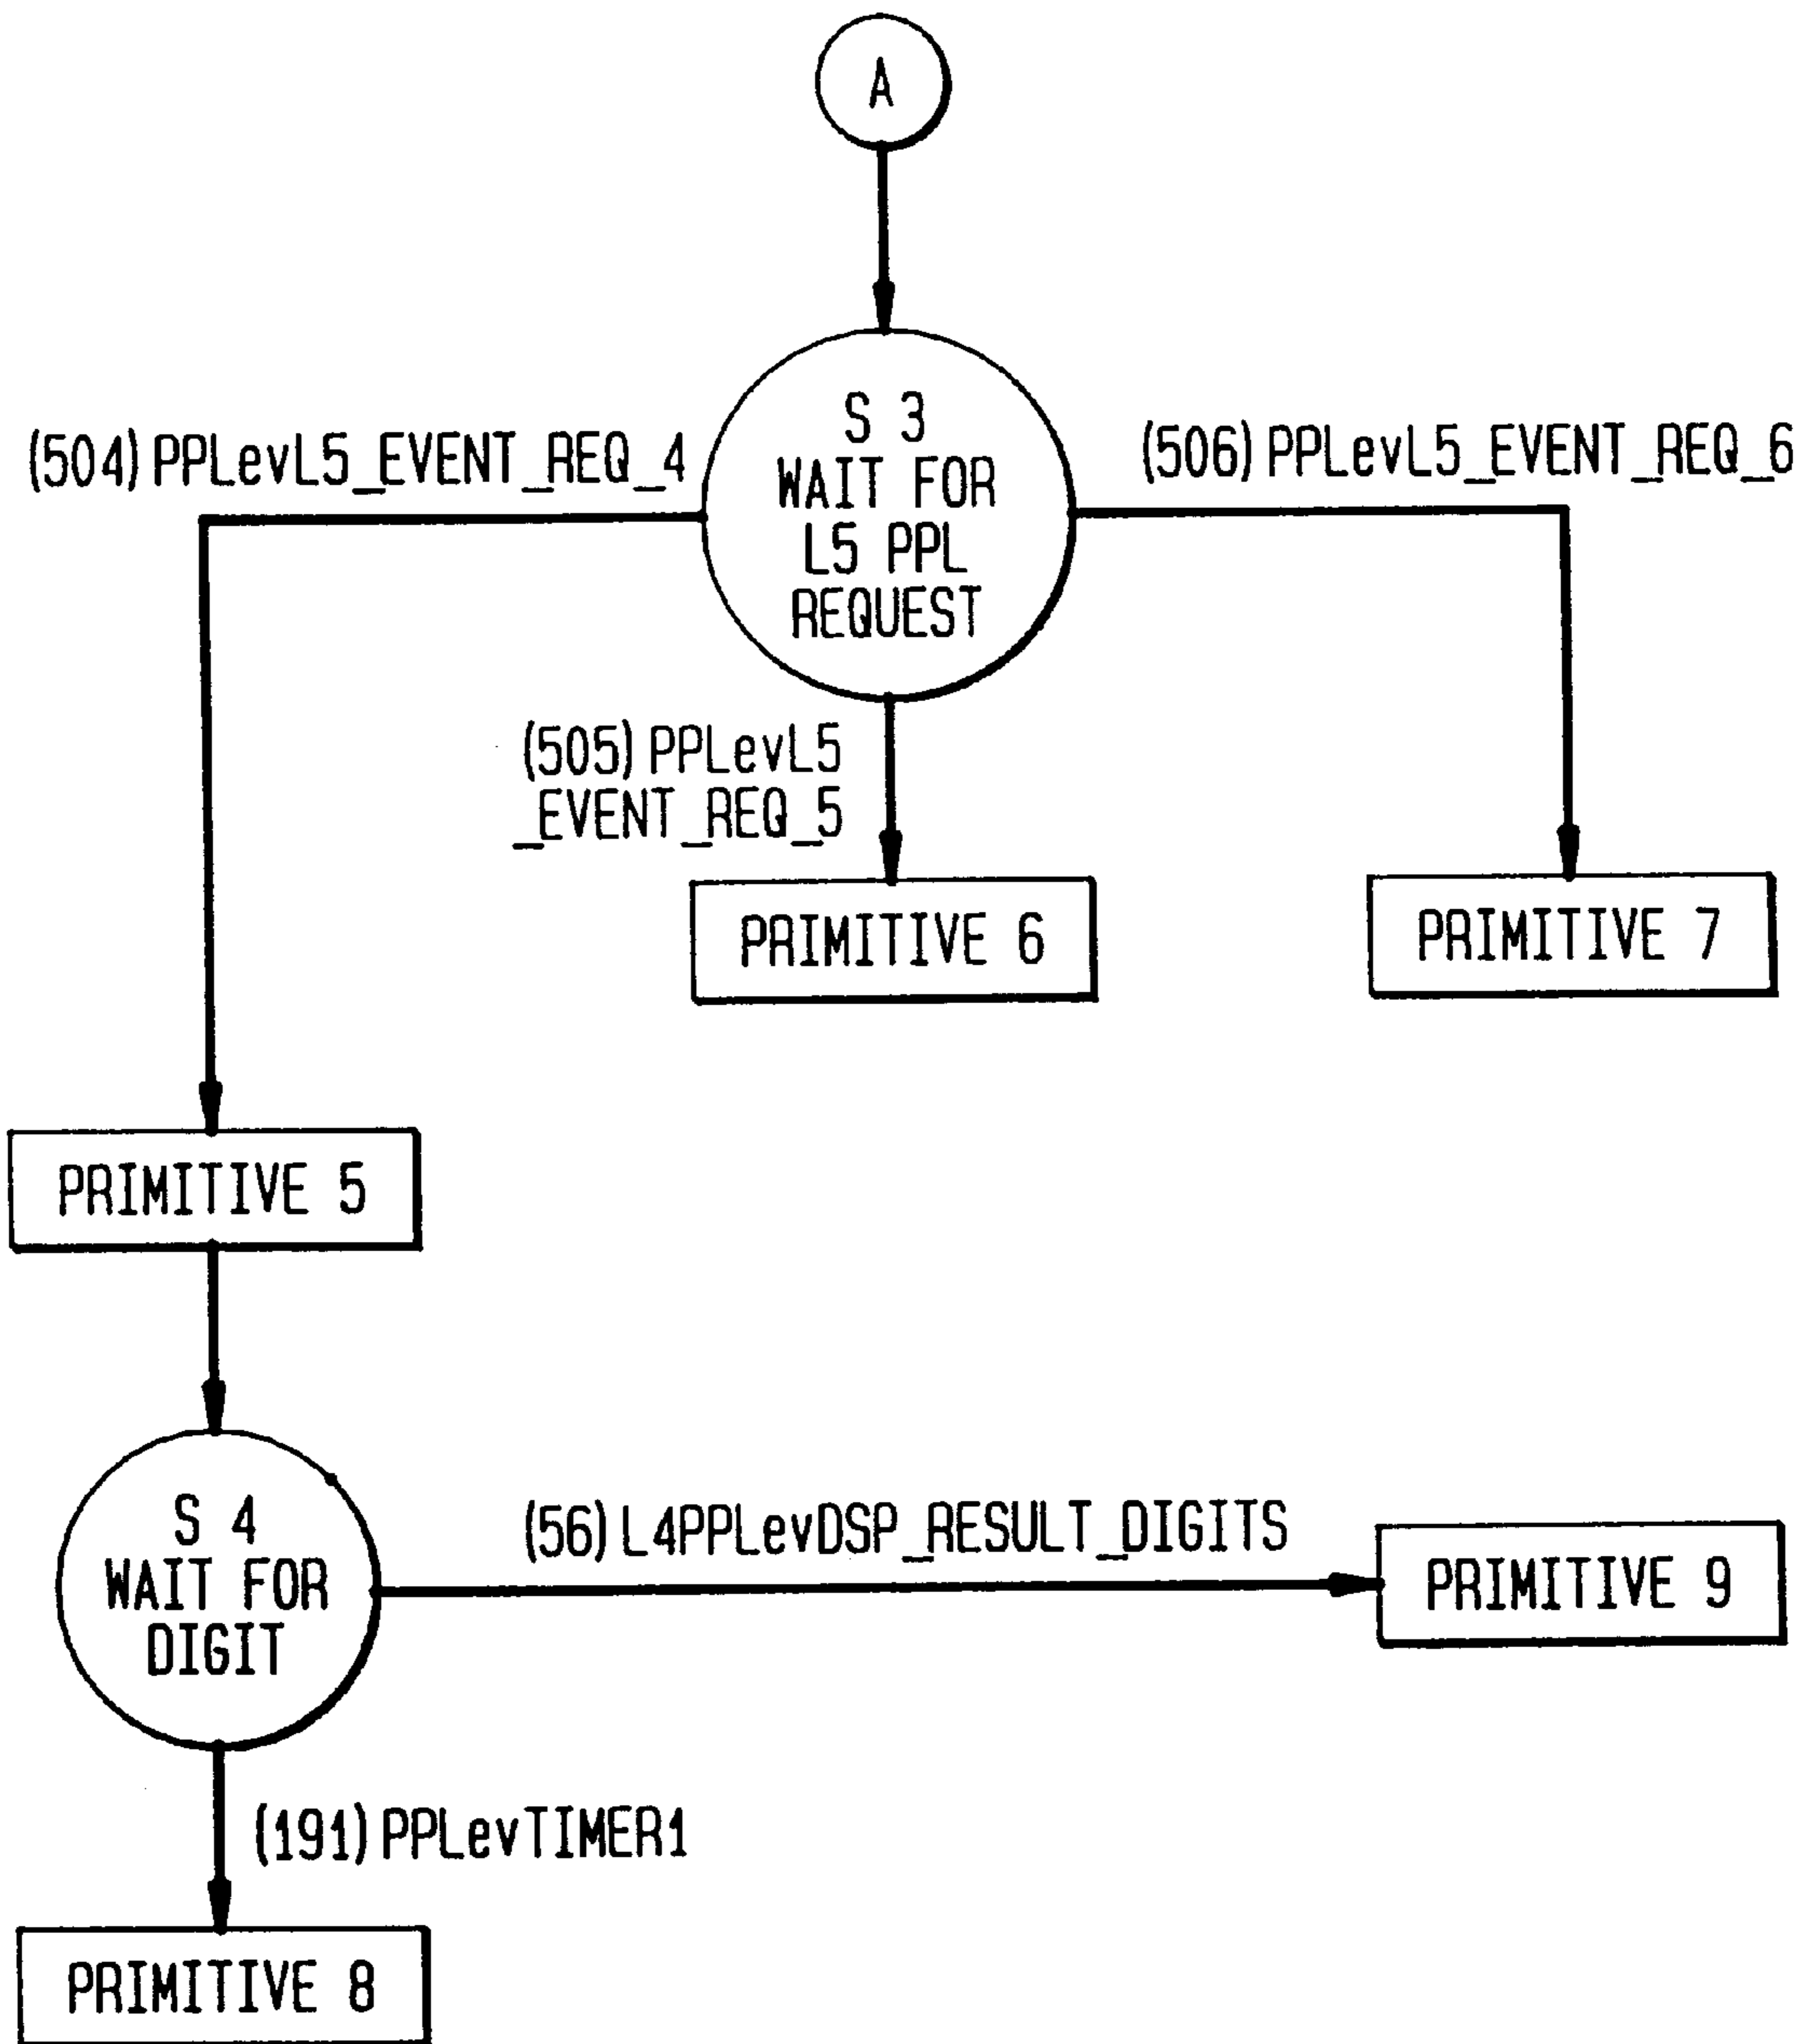 A
S 3
WAIT FOR
L5 PPL
REQUEST
(504) PPLevL5_EVENT_REQ_4
(506) PPLevL5_EVENT_REQ_6
(505) PPLevL5
_EVENT_REQ_5
PRIMITIVE 6
PRIMITIVE 7
PRIMITIVE 5
S 4
WAIT FOR
DIGIT
(56) L4PPLevDSP_RESULT_DIGITS
PRIMITIVE 9
(191) PPLevTIMER1
PRIMITIVE 8